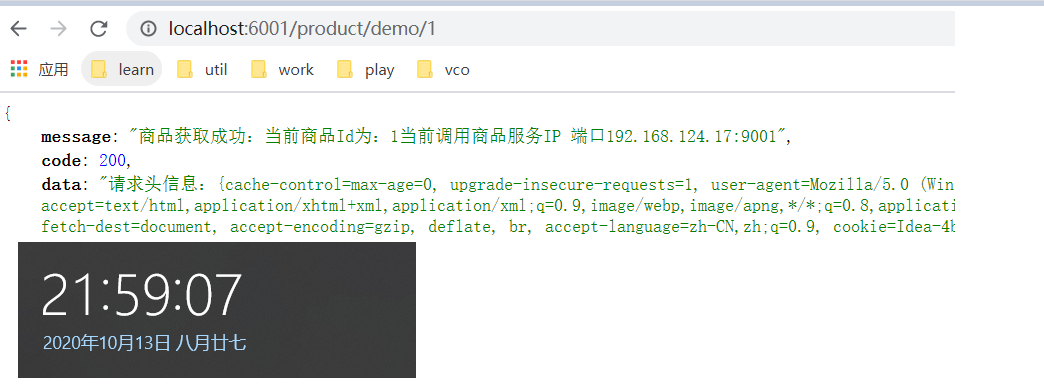 localhost:6001/product/demo/1
应用 learn util work play vco
{
message: "商品获取成功：当前商品Id为：1当前调用商品服务IP 端口192.168.124.17:9001",
code: 200,
data: "请求头信息：{cache-control=max-age=0, upgrade-insecure-requests=1, user-agent=Mozilla/5.0 (Win
accept=text/html,application/xhtml+xml,application/xml;q=0.9,image/webp,image/apng,*/*;q=0.8,applicati
fetch-dest=document, accept-encoding=gzip, deflate, br, accept-language=zh-CN,zh;q=0.9, cookie=Idea-4b
21:59:07
2020年10月13日 八月廿七